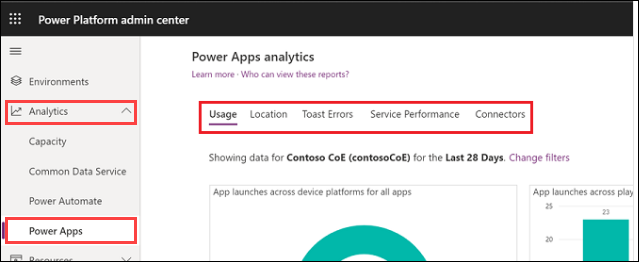 Power Platform admin center
Power Apps analytics
Learn more · Who can view these reports?
Environments
Analytics
Capacity
Common Data Service
Power Automate
Power Apps
Resources
Usage Location Toast Errors Service Performance Connectors
Showing data for Contoso CoE (contosoCoE) for the Last 28 Days. Change filters
App launches across device platforms for all apps
App launches across play
25
23
20